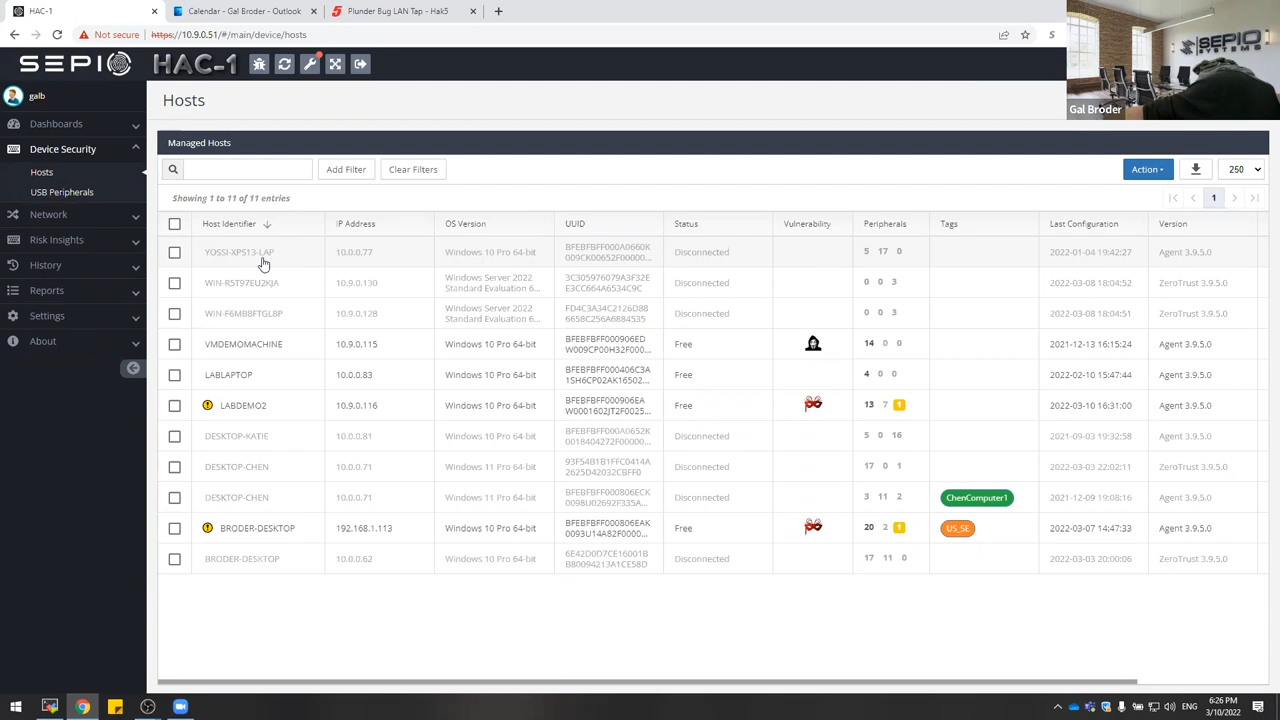 HAC-1
Calendar - Gal Broder - Outlook
Plunder Bug LAN Tap - Hak5
Not secure
https://10.9.0.51/#/main/device/hosts
SEPIO
HAC-1
SEPIO
SYSTEMS
Gal Broder
galb
Dashboards
Device Security
Hosts
USB Peripherals
Network
Risk Insights
History
Reports
Settings
About
Hosts
Managed Hosts
Add Filter
Clear Filters
Action
250
Showing 1 to 11 of 11 entries
1
Host Identifier IP Address OS Version UUID Status Vulnerability Peripherals Tags Last Configuration Version
YOSSI-XPS13-LAP 10.0.0.77 Windows 10 Pro 64-bit BFEBFBFF000A0660K Disconnected 5 17 0 2022-01-04 19:42:27 Agent 3.9.5.0
009CK00652F00000...
WIN-R5T97EU2KJA 10.9.0.130 Windows Server 2022 3C305976079A3F32E Disconnected 0 0 3 2022-03-08 18:04:52 ZeroTrust 3.9.5.0
Standard Evaluation 6... E3CC664A6534C9C
WIN-F6MB8FTGL8P 10.9.0.128 Windows Server 2022 FD4C3A34C2126D88 Disconnected 0 0 3 2022-03-08 18:04:51 ZeroTrust 3.9.5.0
Standard Evaluation 6... 6658C256A6884535
VMDEMOMACHINE 10.9.0.115 Windows 10 Pro 64-bit BFEBFBFF000906ED Free 14 0 0 2021-12-13 16:15:24 Agent 3.9.5.0
W009CP00H32F000...
LABLAPTOP 10.0.0.83 Windows 10 Pro 64-bit BFEBFBFF000406C3A Free 4 0 0 2022-02-10 15:47:44 Agent 3.9.5.0
1SH6CP02AK16502...
LABDEMO2 10.9.0.116 Windows 10 Pro 64-bit BFEBFBFF000906EA Free 13 7 1 2022-03-10 16:31:00 Agent 3.9.5.0
W0001602JT2F0025...
DESKTOP-KATIE 10.0.0.81 Windows 10 Pro 64-bit BFEBFBFF000A0652K Disconnected 5 0 16 2021-09-03 19:32:58 Agent 3.9.5.0
0018404272F00000...
DESKTOP-CHEN 10.0.0.71 Windows 11 Pro 64-bit 93F54B1B1FFC0414A Disconnected 17 0 1 2022-03-03 22:02:11 ZeroTrust 3.9.5.0
2625D42032CBFF0
DESKTOP-CHEN 10.0.0.71 Windows 11 Pro 64-bit BFEBFBFF000806ECK Disconnected 3 11 2 ChenComputer1 2021-12-09 19:08:16 Agent 3.9.5.0
0098U02692F335A...
BRODER-DESKTOP 192.168.1.113 Windows 10 Pro 64-bit BFEBFBFF000806EAK Free 20 2 1 US_SE 2022-03-07 14:47:33 Agent 3.9.5.0
0093U14A82F0000...
BRODER-DESKTOP 10.0.0.62 Windows 10 Pro 64-bit 6E42D0D7CE16001B Disconnected 17 11 0 2022-03-03 20:00:06 ZeroTrust 3.9.5.0
B80094213A1CE58D
ENG
6:26 PM
3/10/2022